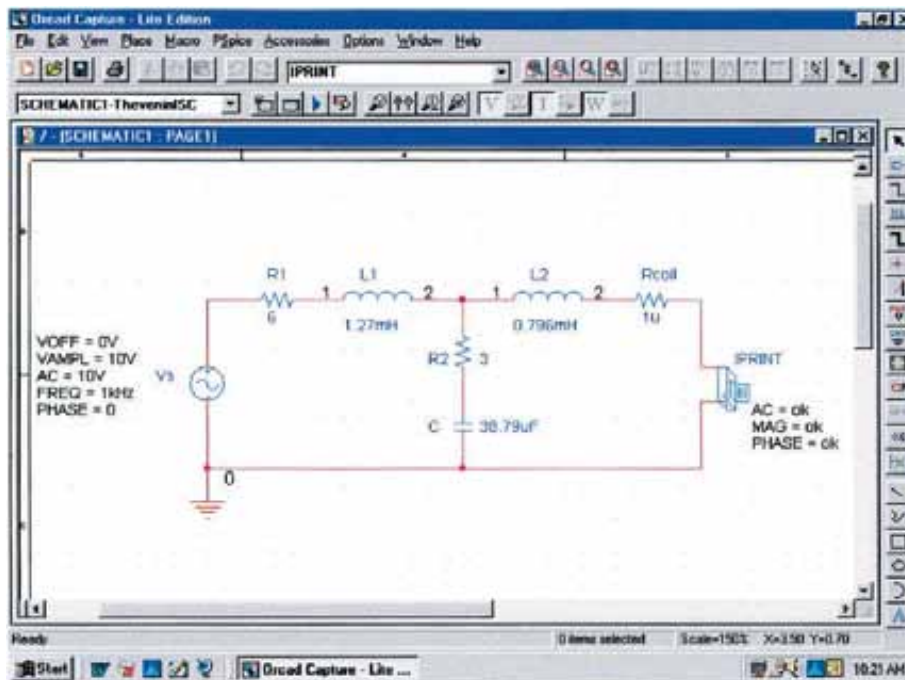 Orcad Capture - Lite Edition
File Edit View Place Macro PSpice Accessories Options Window Help
IPRINT
SCHEMATIC1-TheveninISC
V I W
7 - [SCHEMATIC1 : PAGE1]
R1 L1 L2 Rcoil
1 2 1 2
6 1.27mH 0.796mH 1u
VOFF = 0V
VAMPL = 10V
AC = 10V
FREQ = 1kHz
PHASE = 0
Vs
R2 3
C 38.79uF
IPRINT
AC = ok
MAG = ok
PHASE = ok
0
Ready 0 items selected Scale=150% X=3.90 Y=0.70
Start Orcad Capture - Lite ... 10:21 AM